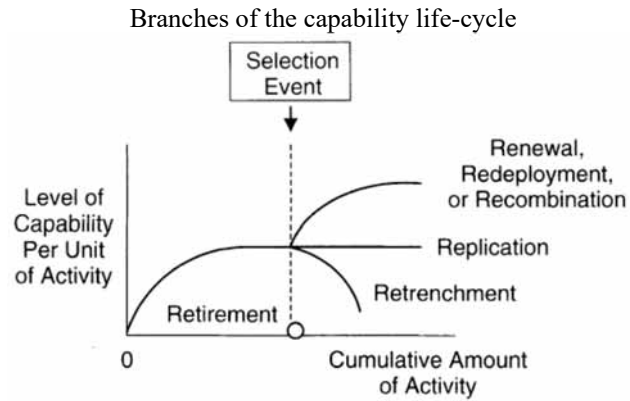 Branches of the capability life-cycle
Selection
Event
Level of
Capability
Per Unit
of Activity
Renewal,
Redeployment,
or Recombination
Replication
Retrenchment
Retirement
0
Cumulative Amount
of Activity